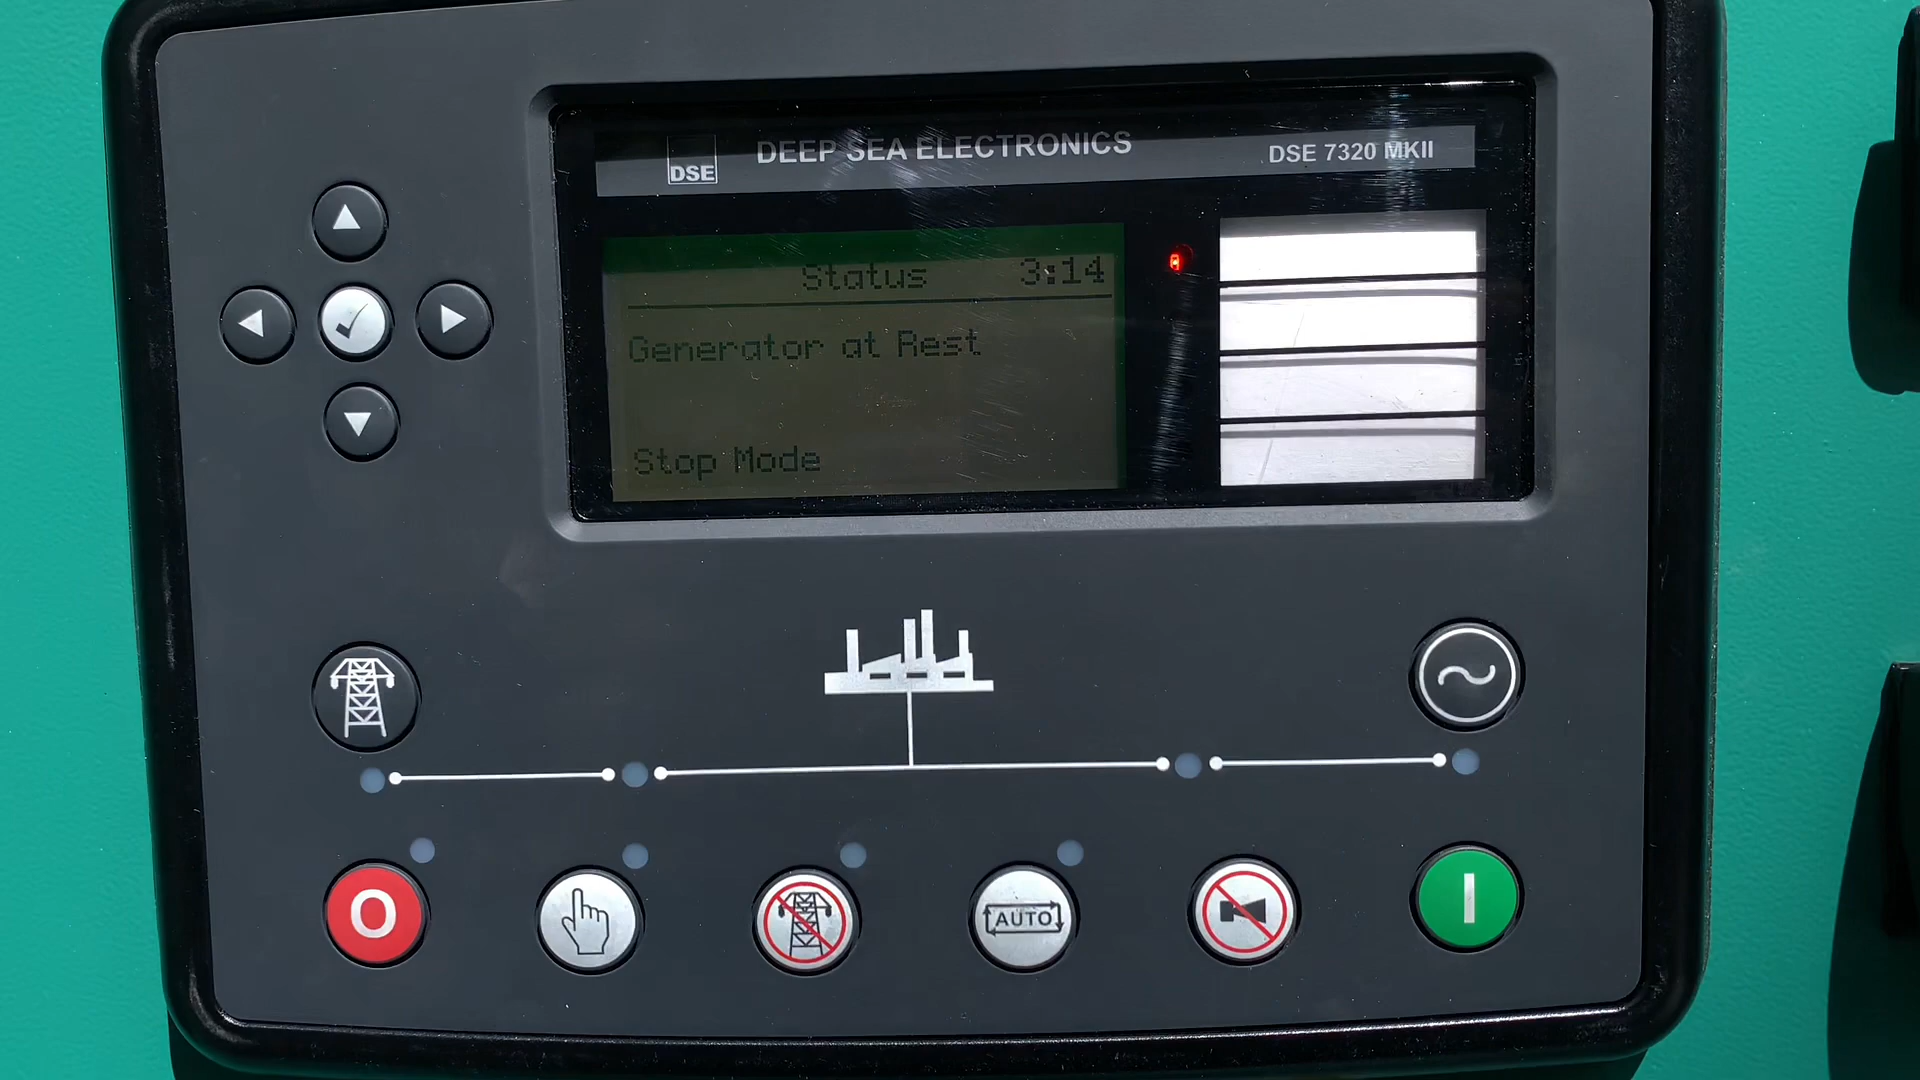 DSE DEEP SEA ELECTRONICS DSE 7320 MKII
Status 3:14
Generator at Rest
Stop Mode
O
AUTO
I